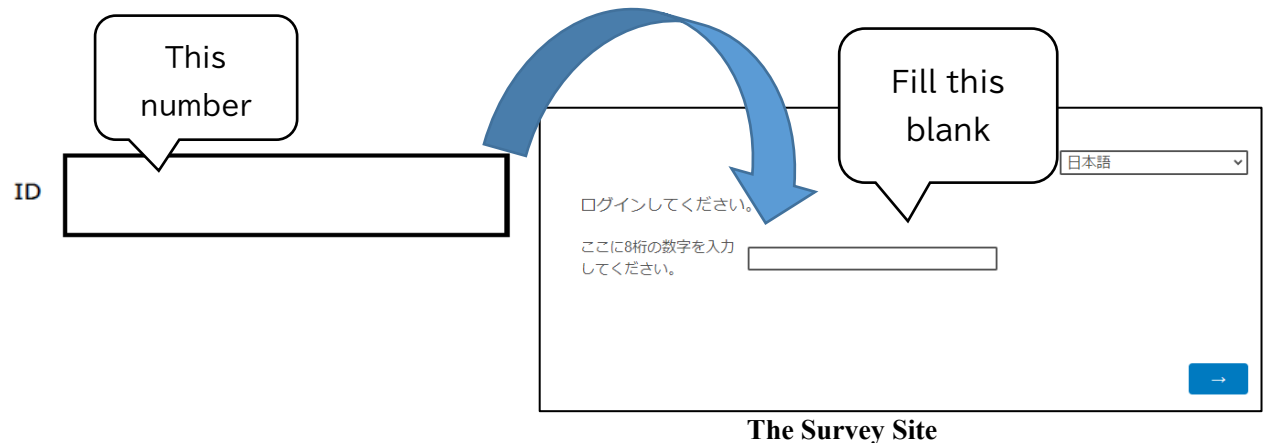 This
number
ID
Fill this
blank
日本語
ログインしてください。
ここに8桁の数字を入力
してください。
→
The Survey Site